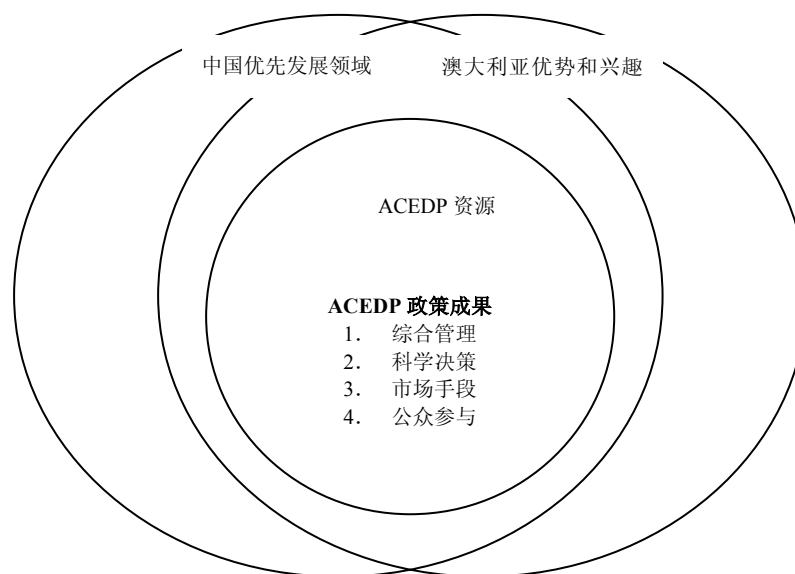 中国优先发展领域
澳大利亚优势和兴趣
ACEDP 资源
ACEDP 政策成果
1. 综合管理
2. 科学决策
3. 市场手段
4. 公众参与